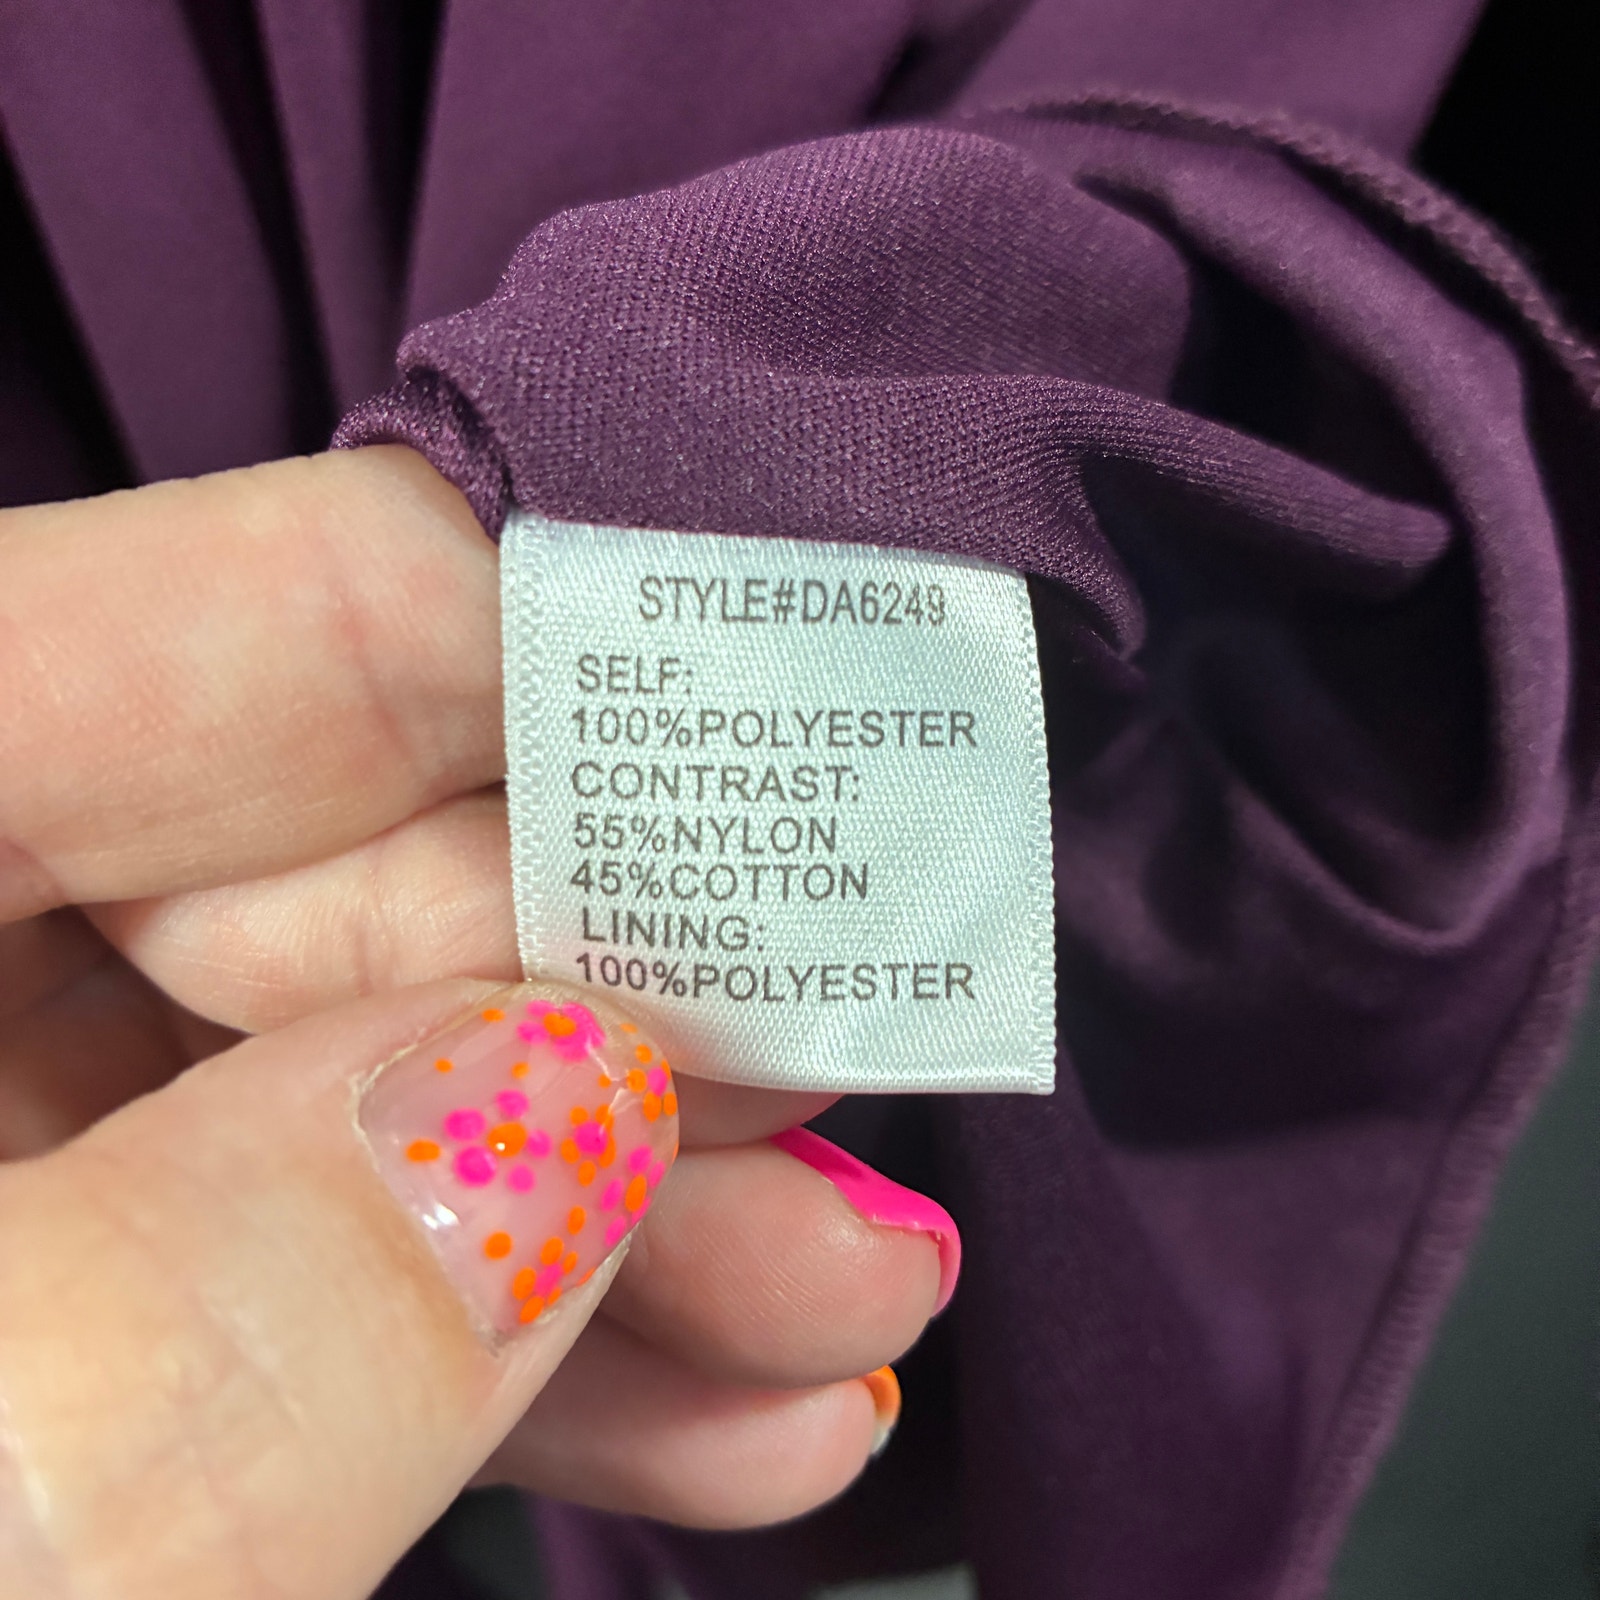 STYLE#DA6249
SELF:
100%POLYESTER
CONTRAST:
55%NYLON
45%COTTON
LINING:
100%POLYESTER